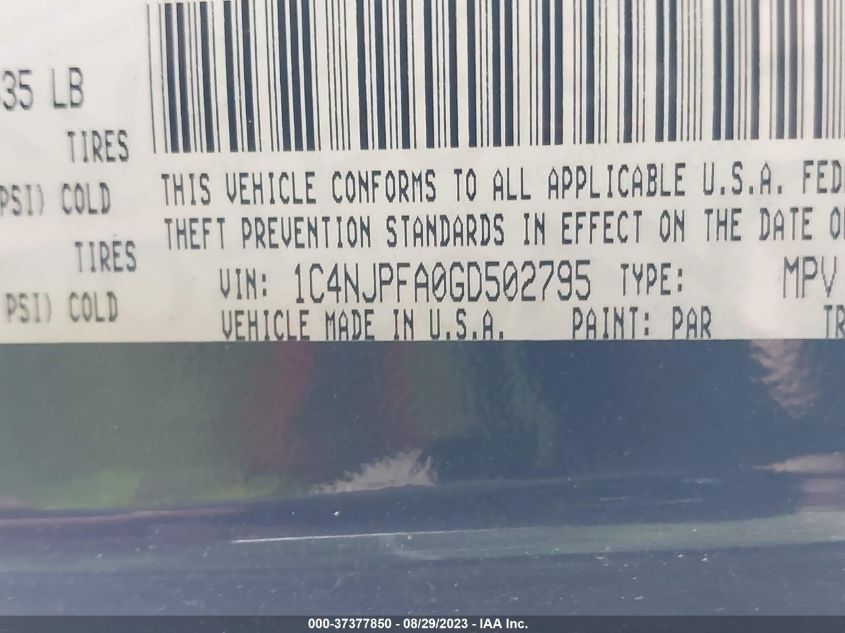 35 LB
TIRES
PSI) COLD
TIRES
PSI) COLD
THIS VEHICLE CONFORMS TO ALL APPLICABLE U.S.A. FED
THEFT PREVENTION STANDARDS IN EFFECT ON THE DATE O
VIN: 1C4NJPFA0GD502795 TYPE: MPV
VEHICLE MADE IN U.S.A. PAINT: PAR TR
000-37377850 - 08/29/2023 - IAA Inc.